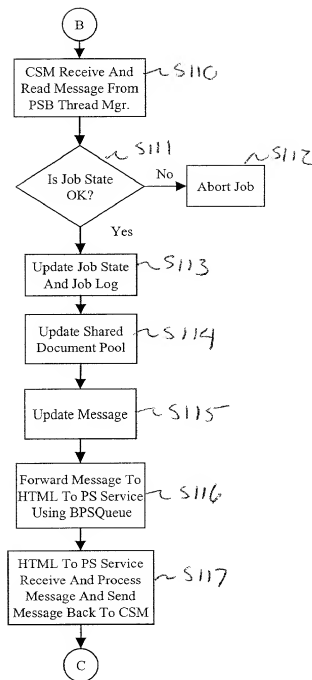 B
CSM Receive And
Read Message From
PSB Thread Mgr.
S110
Is Job State
OK?
S111
No
Abort Job
S112
Yes
Update Job State
And Job Log
S113
Update Shared
Document Pool
S114
Update Message
S115
Forward Message To
HTML To PS Service
Using BPSQueue
S116
HTML To PS Service
Receive And Process
Message And Send
Message Back To CSM
S117
C